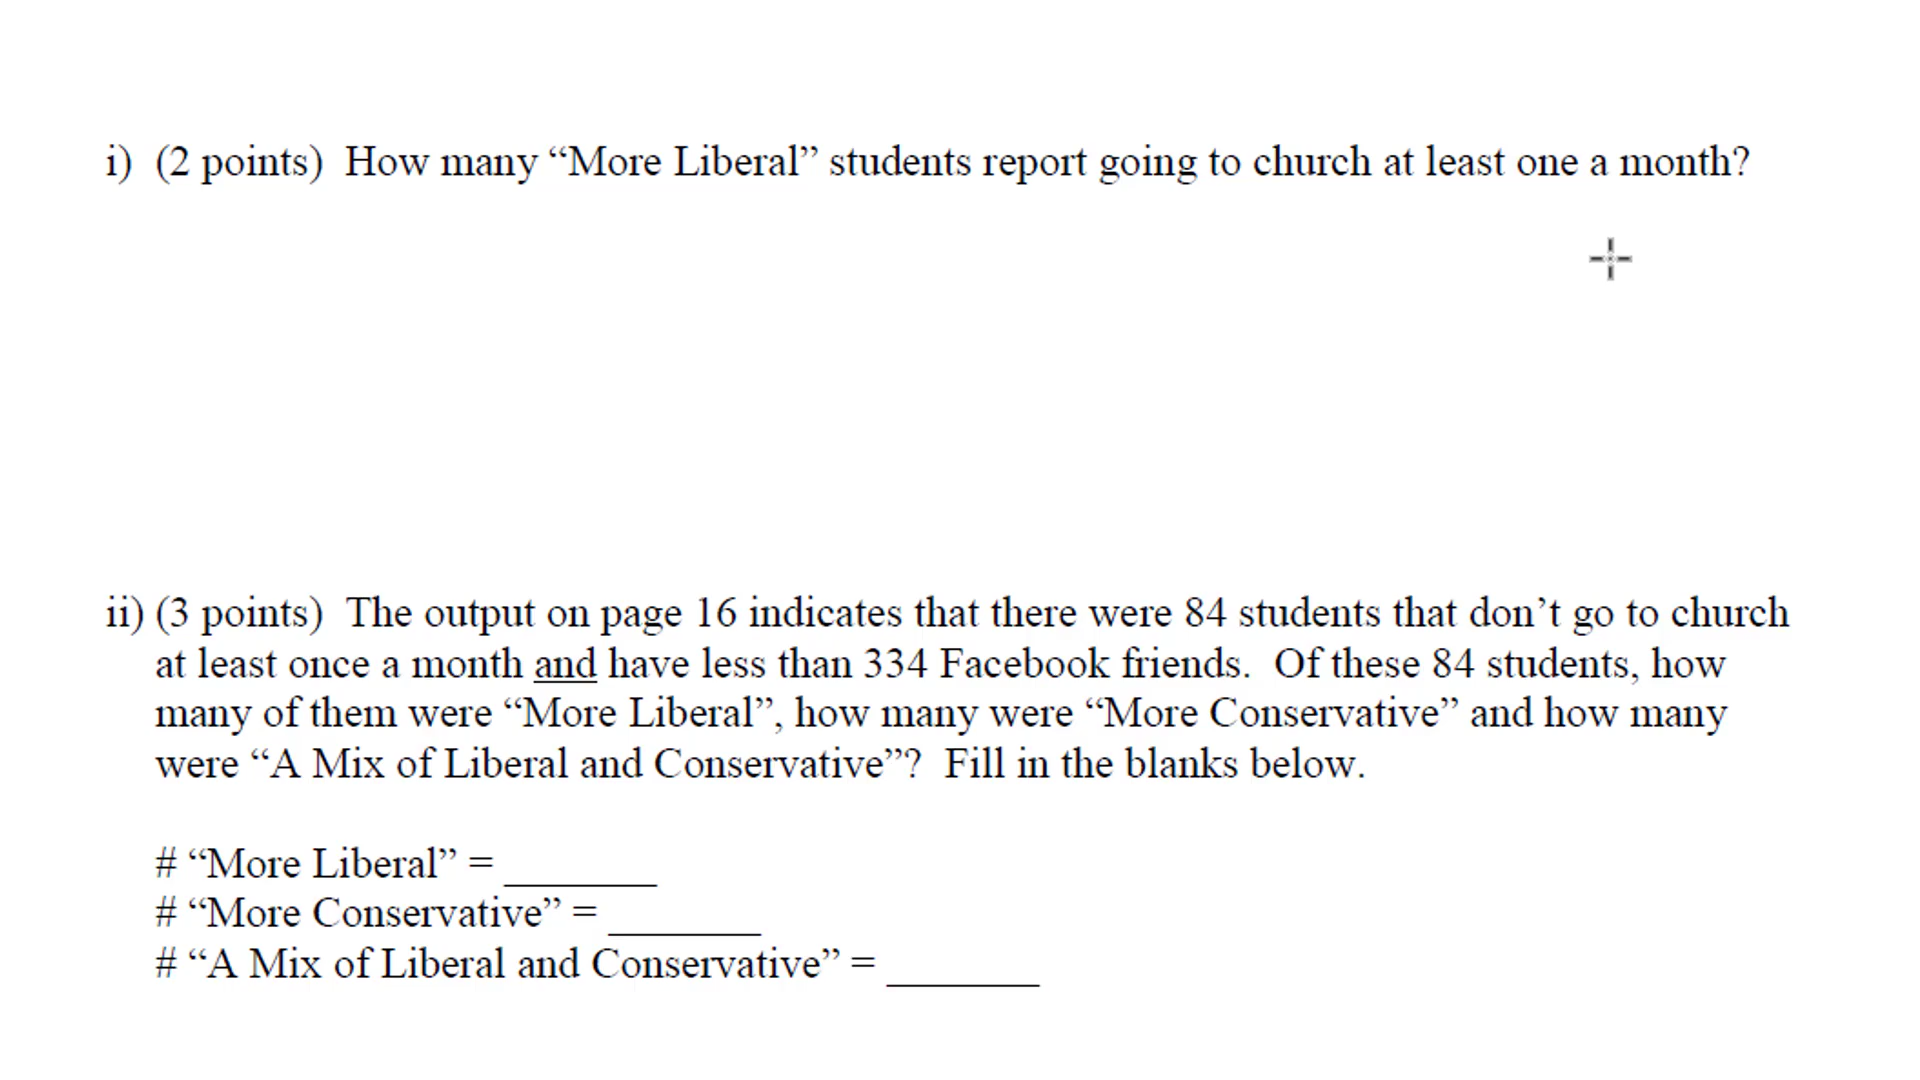 i) (2 points) How many “More Liberal” students report going to church at least one a month?
ii) (3 points) The output on page 16 indicates that there were 84 students that don’t go to church
at least once a month and have less than 334 Facebook friends. Of these 84 students, how
many of them were “More Liberal”, how many were “More Conservative” and how many
were “A Mix of Liberal and Conservative”? Fill in the blanks below.
# “More Liberal” = _______
# “More Conservative” = _______
# “A Mix of Liberal and Conservative” = _______